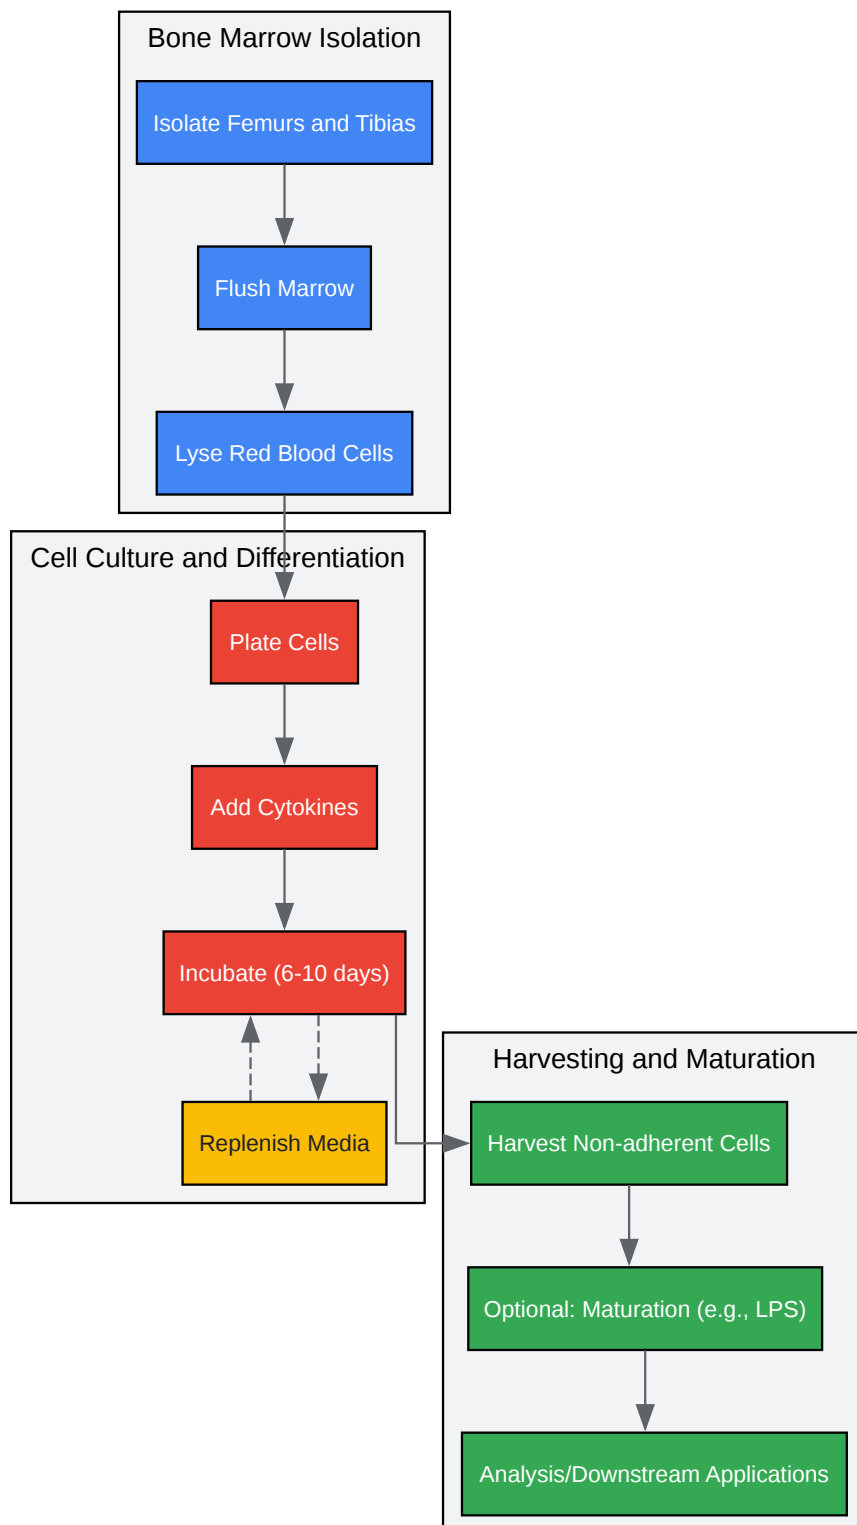 Bone Marrow Isolation
Isolate Femurs and Tibias
Flush Marrow
Lyse Red Blood Cells
Cell Culture and Differentiation
Plate Cells
Add Cytokines
Incubate (6-10 days)
Replenish Media
Harvesting and Maturation
Harvest Non-adherent Cells
Optional: Maturation (e.g., LPS)
Analysis/Downstream Applications